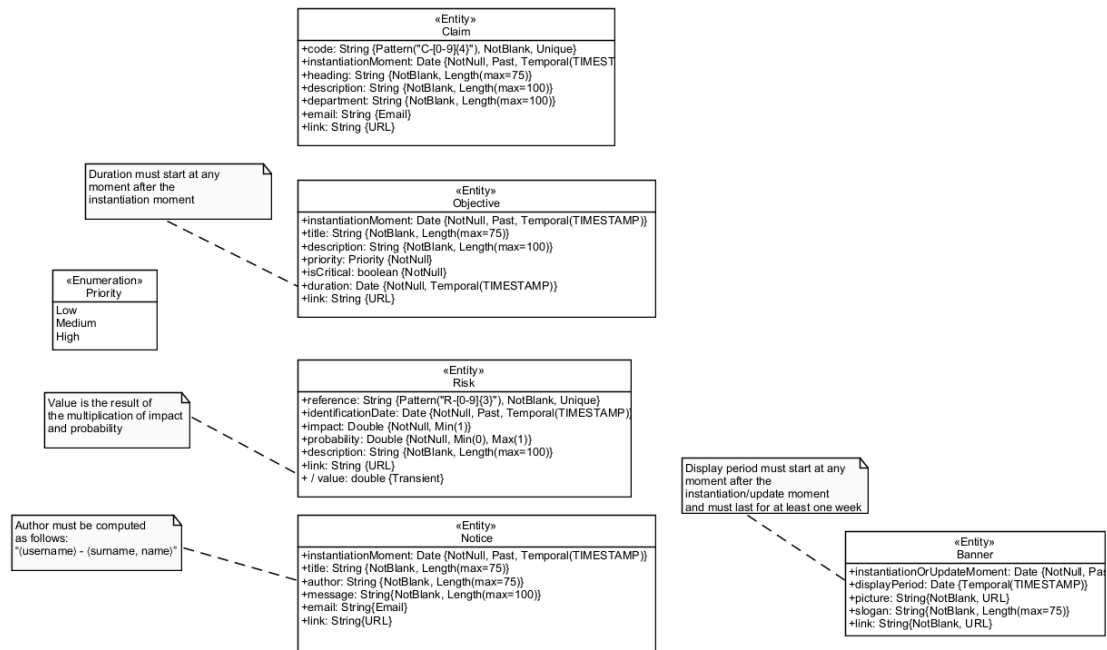 «Entity»
Claim
+code: String {Pattern("C-[0-9]{4}"), NotBlank, Unique}
+instantiationMoment: Date {NotNull, Past, Temporal(TIMEST
+heading: String {NotBlank, Length(max=75)}
+description: String {NotBlank, Length(max=100)}
+department: String {NotBlank, Length(max=100)}
+email: String {Email}
+link: String {URL}
Duration must start at any
moment after the
instantiation moment
«Entity»
Objective
+instantiationMoment: Date {NotNull, Past, Temporal(TIMESTAMP)}
+title: String {NotBlank, Length(max=75)}
+description: String {NotBlank, Length(max=100)}
+priority: Priority {NotNull}
+isCritical: boolean {NotNull}
+duration: Date {NotNull, Temporal(TIMESTAMP)}
+link: String {URL}
«Enumeration»
Priority
Low
Medium
High
«Entity»
Risk
+reference: String {Pattern("R-[0-9]{3}"), NotBlank, Unique}
+identificationDate: Date {NotNull, Past, Temporal(TIMESTAMP)}
+impact: Double {NotNull, Min(1)}
+probability: Double {NotNull, Min(0), Max(1)}
+description: String {NotBlank, Length(max=100)}
+link: String {URL}
+ / value: double {Transient}
Value is the result of
the multiplication of impact
and probability
Display period must start at any
moment after the
instantiation/update moment
and must last for at least one week
Author must be computed
as follows:
"〈username〉 - 〈surname, name〉"
«Entity»
Notice
+instantiationMoment: Date {NotNull, Past, Temporal(TIMESTAMP)}
+title: String {NotBlank, Length(max=75)}
+author: String {NotBlank, Length(max=75)}
+message: String{NotBlank, Length(max=100)}
+email: String{Email}
+link: String{URL}
«Entity»
Banner
+instantiationOrUpdateMoment: Date {NotNull, Pas
+displayPeriod: Date {Temporal(TIMESTAMP)}
+picture: String{NotBlank, URL}
+slogan: String{NotBlank, Length(max=75)}
+link: String{NotBlank, URL}